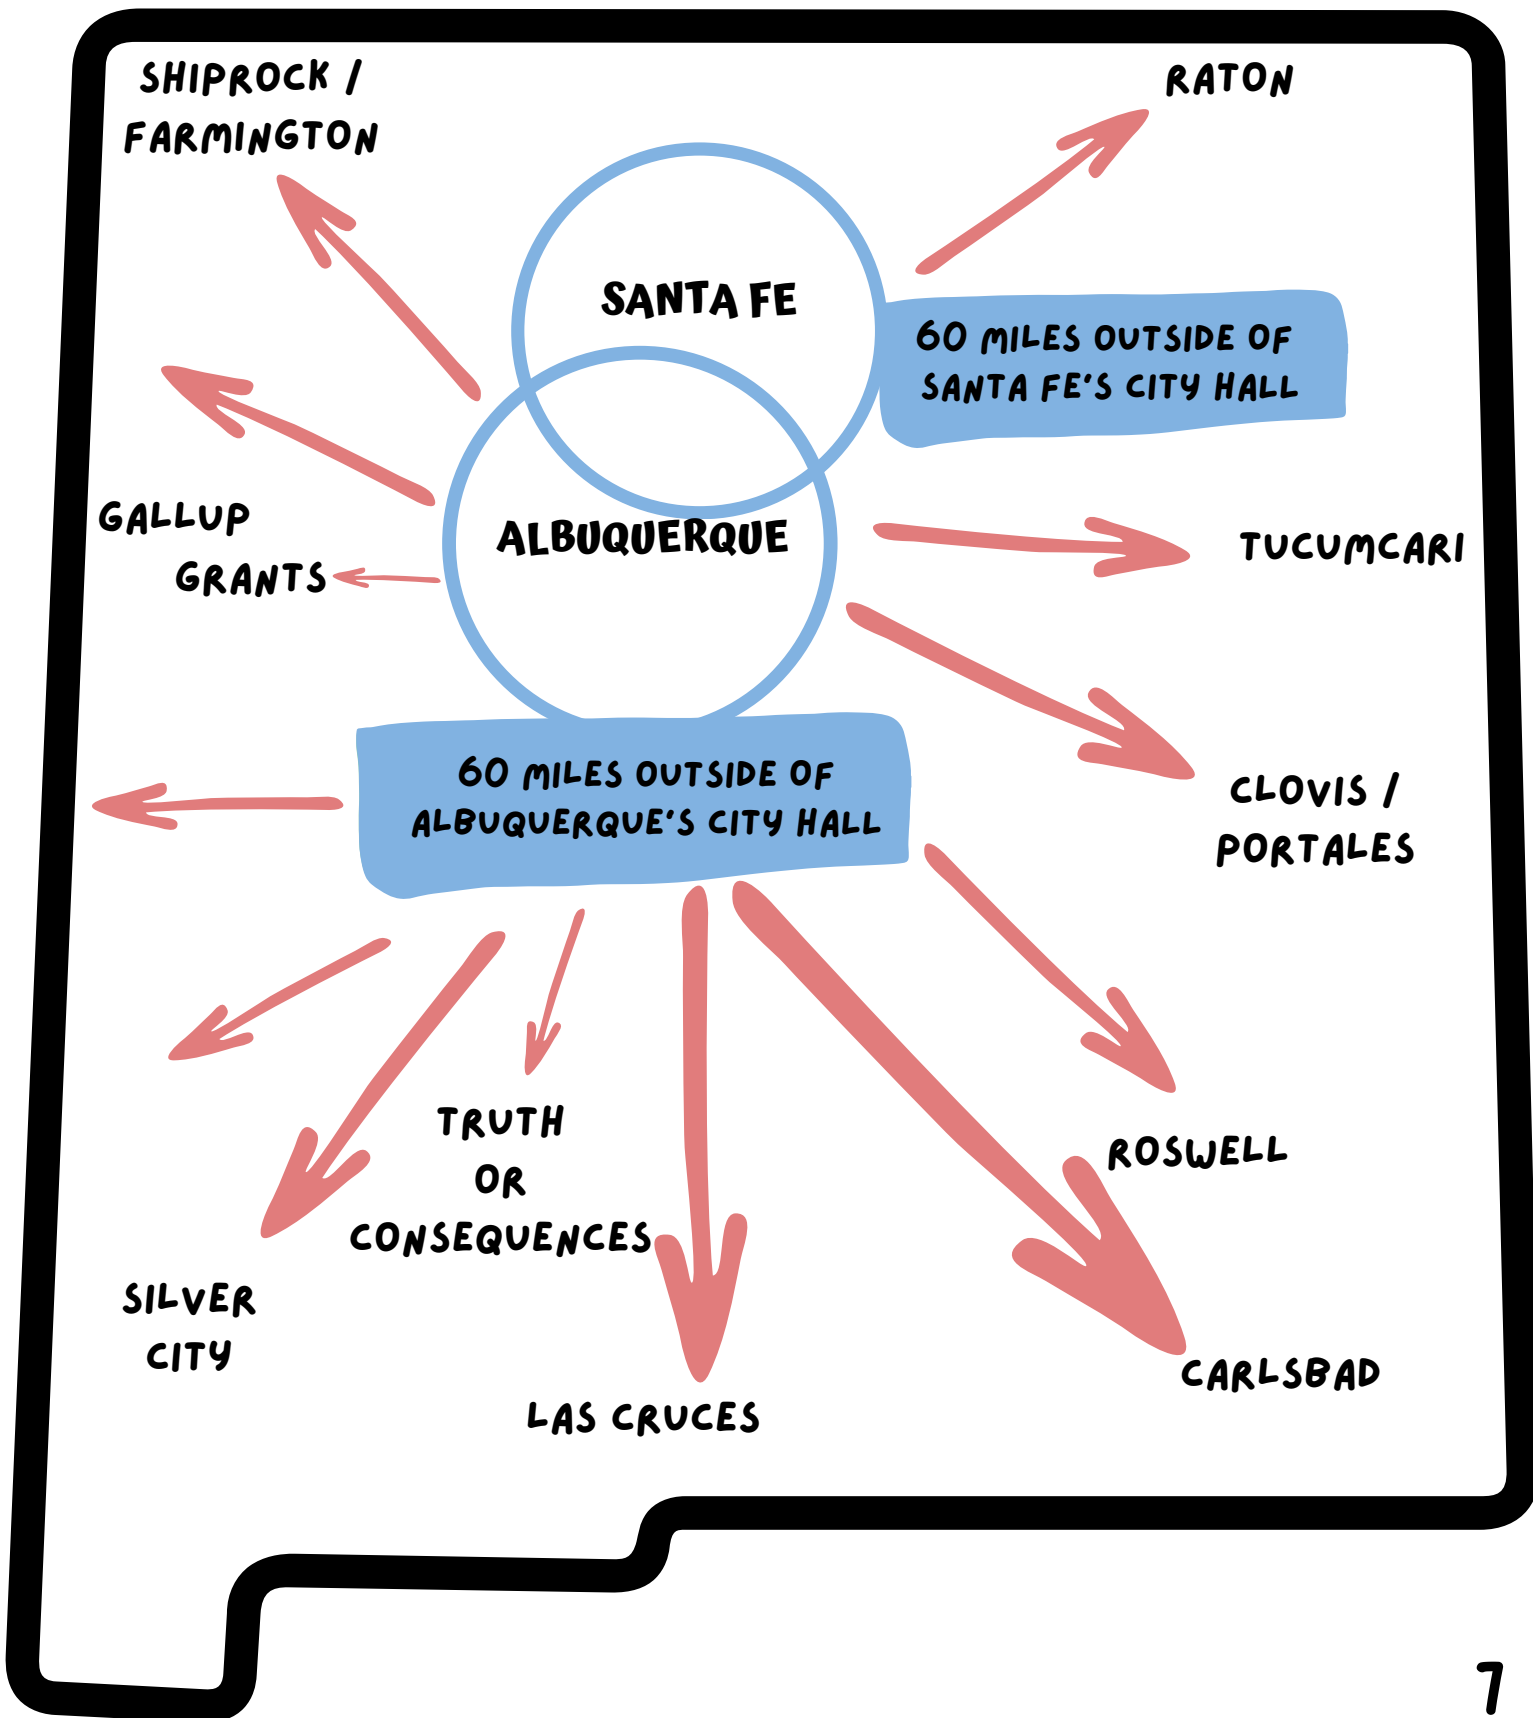 SHIPROCK /
FARMINGTON
RATON
SANTA FE
60 MILES OUTSIDE OF
SANTA FE'S CITY HALL
GALLUP
GRANTS
ALBUQUERQUE
TUCUMCARI
60 MILES OUTSIDE OF
ALBUQUERQUE'S CITY HALL
CLOVIS /
PORTALES
TRUTH
OR
CONSEQUENCES
ROSWELL
SILVER
CITY
CARLSBAD
LAS CRUCES
7